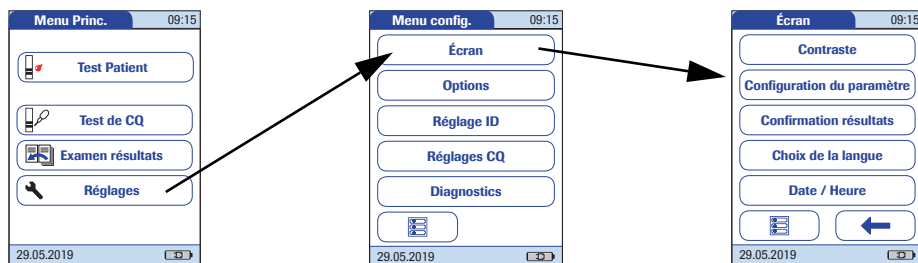 Menu Princ. 09:15
Test Patient
Test de CQ
Examen résultats
Réglages
29.05.2019
Menu config. 09:15
Écran
Options
Réglage ID
Réglages CQ
Diagnostics
29.05.2019
Écran 09:15
Contraste
Configuration du paramètre
Confirmation résultats
Choix de la langue
Date / Heure
29.05.2019